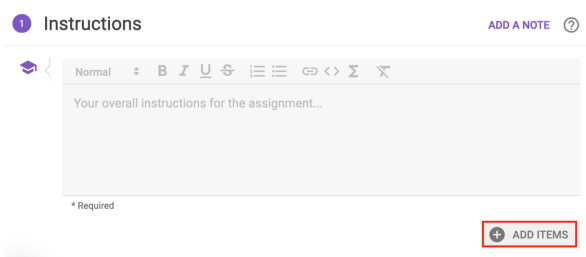 1 Instructions ADD A NOTE ?
Normal B I U S Σ
Your overall instructions for the assignment...
* Required
ADD ITEMS